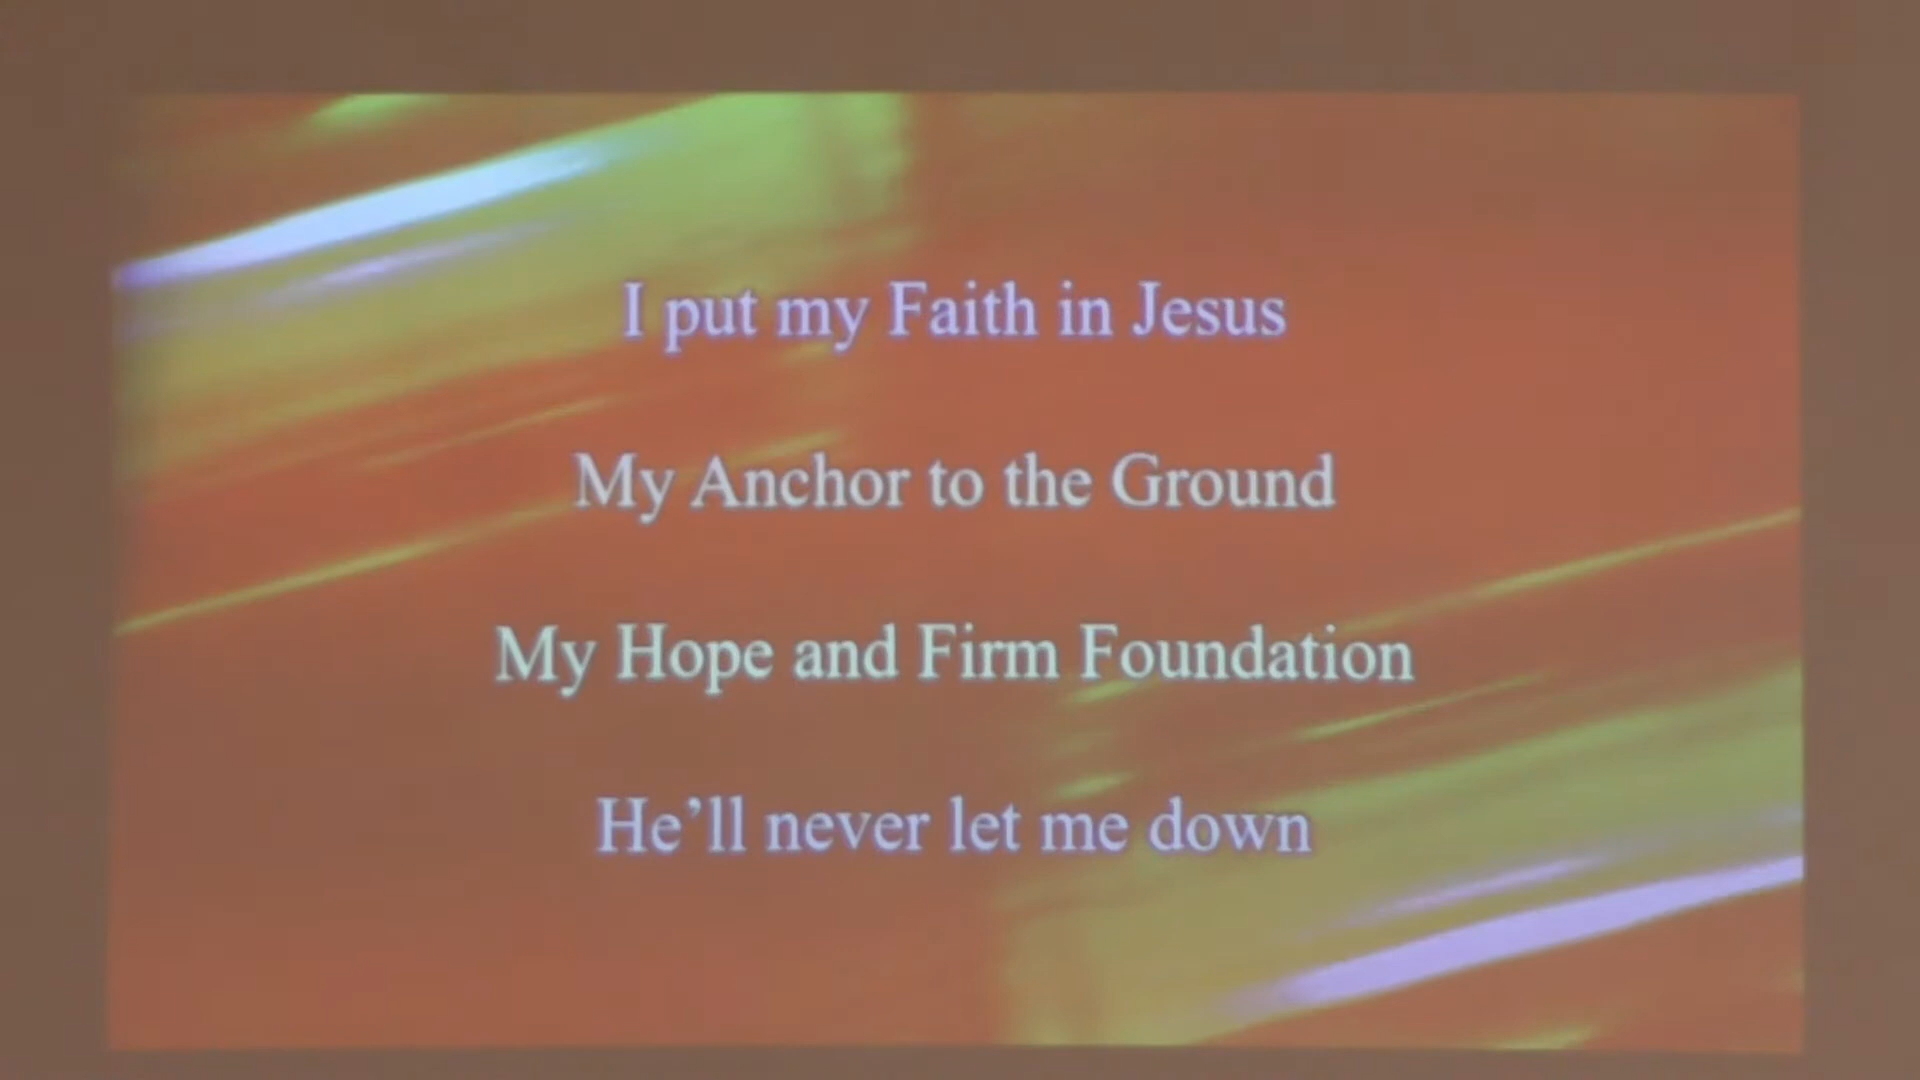 I put my Faith in Jesus
My Anchor to the Ground
My Hope and Firm Foundation
He’ll never let me down